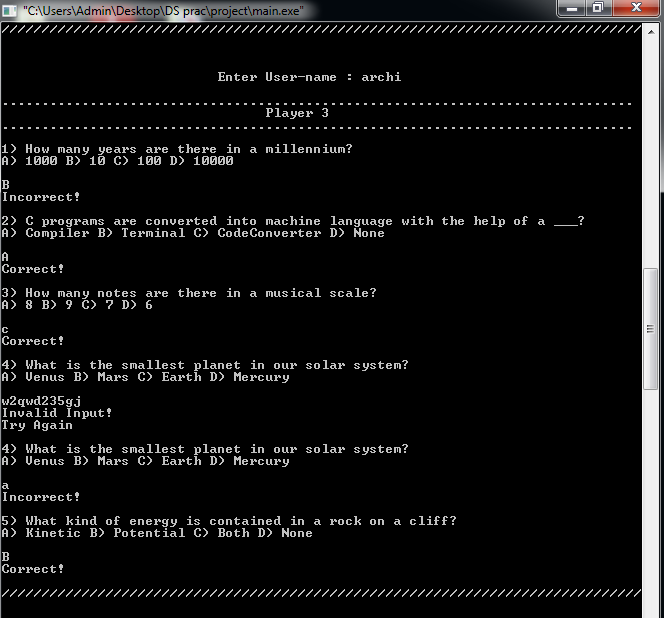 "C:\Users\Admin\Desktop\DS prac\project\main.exe"
////////////////////////////////////////////////////////////////////////////////
Enter User-name : archi
-------------------------------------------------------------------------------
Player 3
-------------------------------------------------------------------------------
1) How many years are there in a millennium?
A) 1000 B) 10 C) 100 D) 10000
B
Incorrect!
2) C programs are converted into machine language with the help of a ___?
A) Compiler B) Terminal C) CodeConverter D) None
A
Correct!
3) How many notes are there in a musical scale?
A) 8 B) 9 C) 7 D) 6
c
Correct!
4) What is the smallest planet in our solar system?
A) Venus B) Mars C) Earth D) Mercury
w2qwd235gj
Invalid Input!
Try Again
4) What is the smallest planet in our solar system?
A) Venus B) Mars C) Earth D) Mercury
a
Incorrect!
5) What kind of energy is contained in a rock on a cliff?
A) Kinetic B) Potential C) Both D) None
B
Correct!
////////////////////////////////////////////////////////////////////////////////